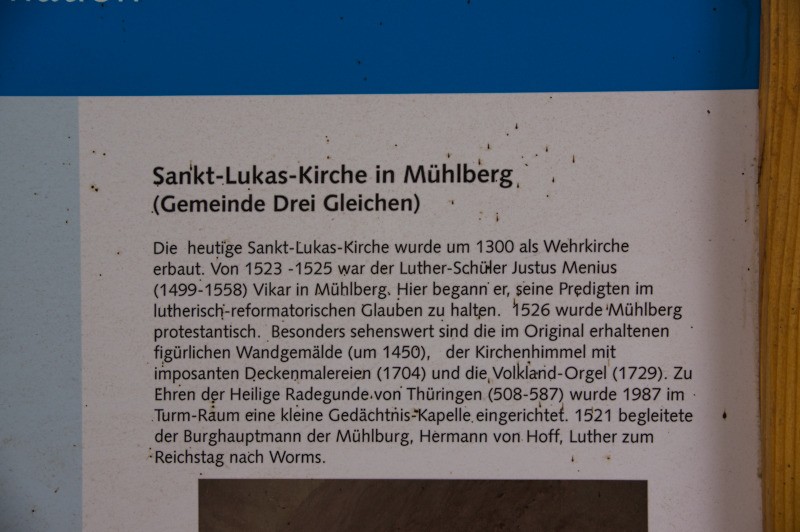 Sankt-Lukas-Kirche in Mühlberg
(Gemeinde Drei Gleichen)
Die heutige Sankt-Lukas-Kirche wurde um 1300 als Wehrkirche
erbaut. Von 1523 -1525 war der Luther-Schüler Justus Menius
(1499-1558) Vikar in Mühlberg. Hier begann er, seine Predigten im
lutherisch-reformatorischen Glauben zu halten. 1526 wurde Mühlberg
protestantisch. Besonders sehenswert sind die im Original erhaltenen
figürlichen Wandgemälde (um 1450), der Kirchenhimmel mit
imposanten Deckenmalereien (1704) und die Volkland-Orgel (1729). Zu
Ehren der Heilige Radegunde von Thüringen (508-587) wurde 1987 im
Turm-Raum eine kleine Gedächtnis-Kapelle eingerichtet. 1521 begleitete
der Burghauptmann der Mühlburg, Hermann von Hoff, Luther zum
Reichstag nach Worms.